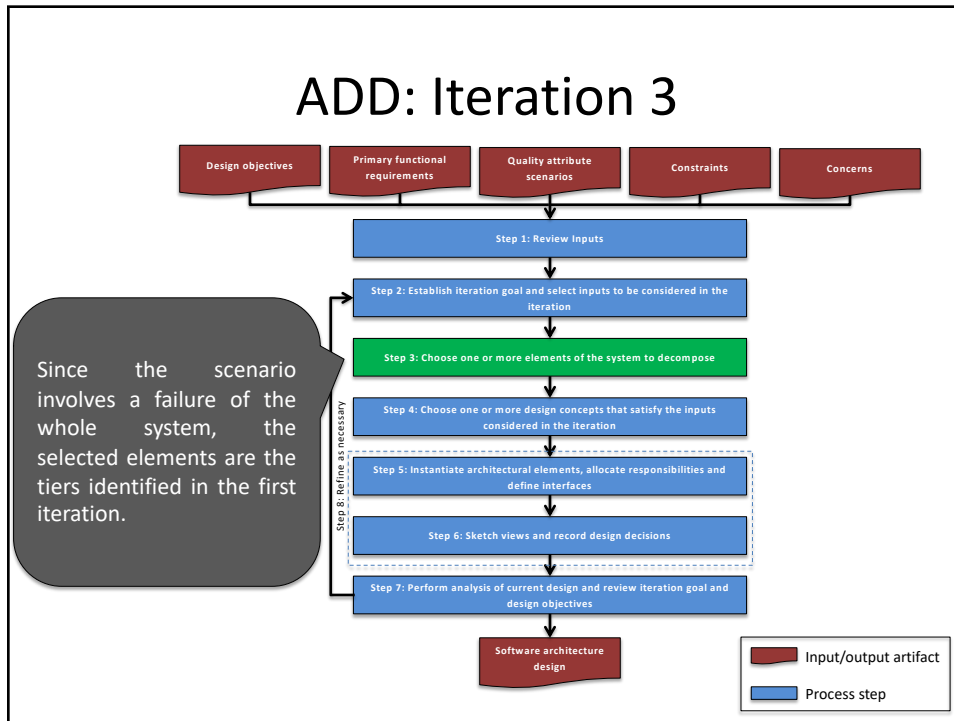 ADD: Iteration 3
Design objectives
Primary functional
requirements
Quality attribute
scenarios
Constraints
Concerns
Step 1: Review Inputs
Step 2: Establish iteration goal and select inputs to be considered in the
iteration
Step 3: Choose one or more elements of the system to decompose
Since the scenario
involves a failure of the
whole system, the
selected elements are the
tiers identified in the first
iteration.
Step 8: Refine as necessary
Step 4: Choose one or more design concepts that satisfy the inputs
considered in the iteration
Step 5: Instantiate architectural elements, allocate responsibilities and
define interfaces
Step 6: Sketch views and record design decisions
Step 7: Perform analysis of current design and review iteration goal and
design objectives
Software architecture
design
Input/output artifact
Process step